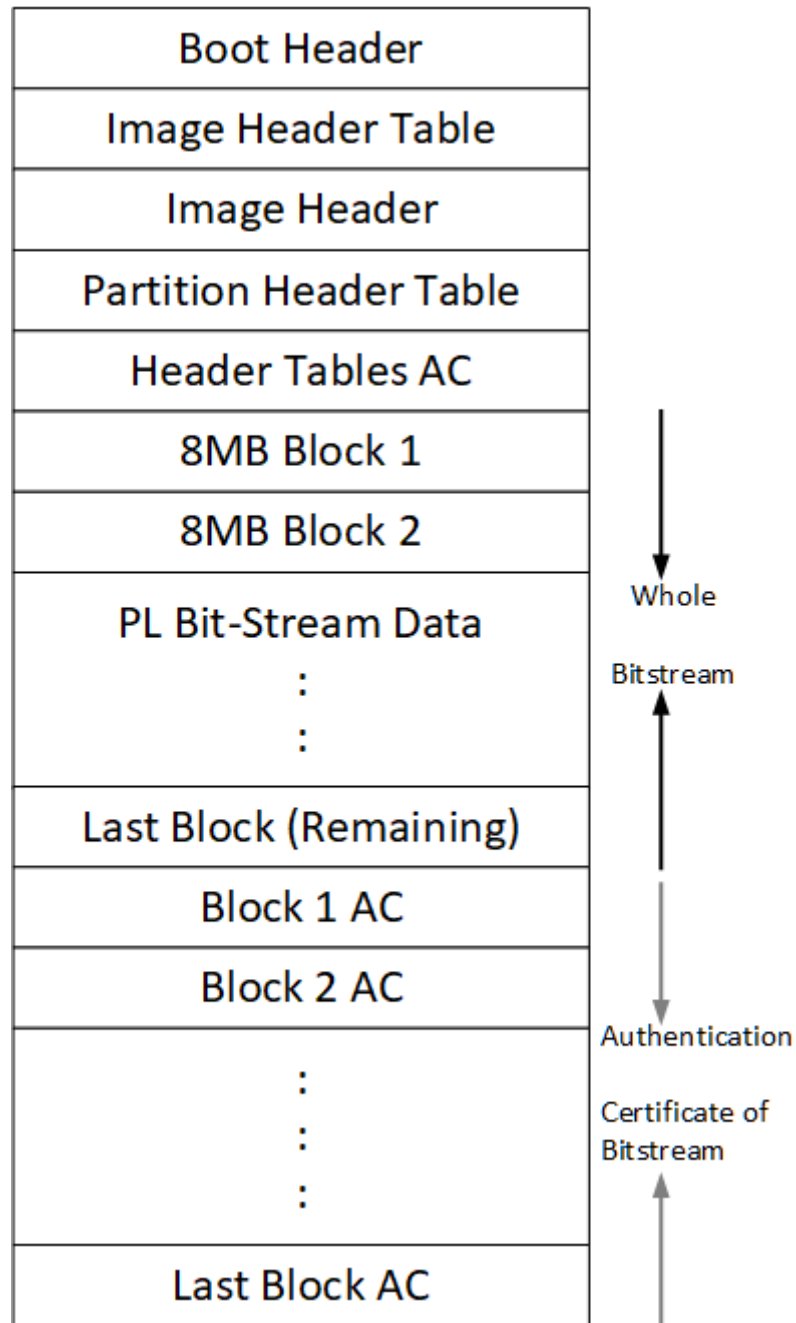 Boot Header
Image Header Table
Image Header
Partition Header Table
Header Tables AC
8MB Block 1
8MB Block 2
PL Bit-Stream Data
:
:
Last Block (Remaining)
Block 1 AC
Block 2 AC
:
:
:
Last Block AC
Whole
Bitstream
Authentication
Certificate of
Bitstream